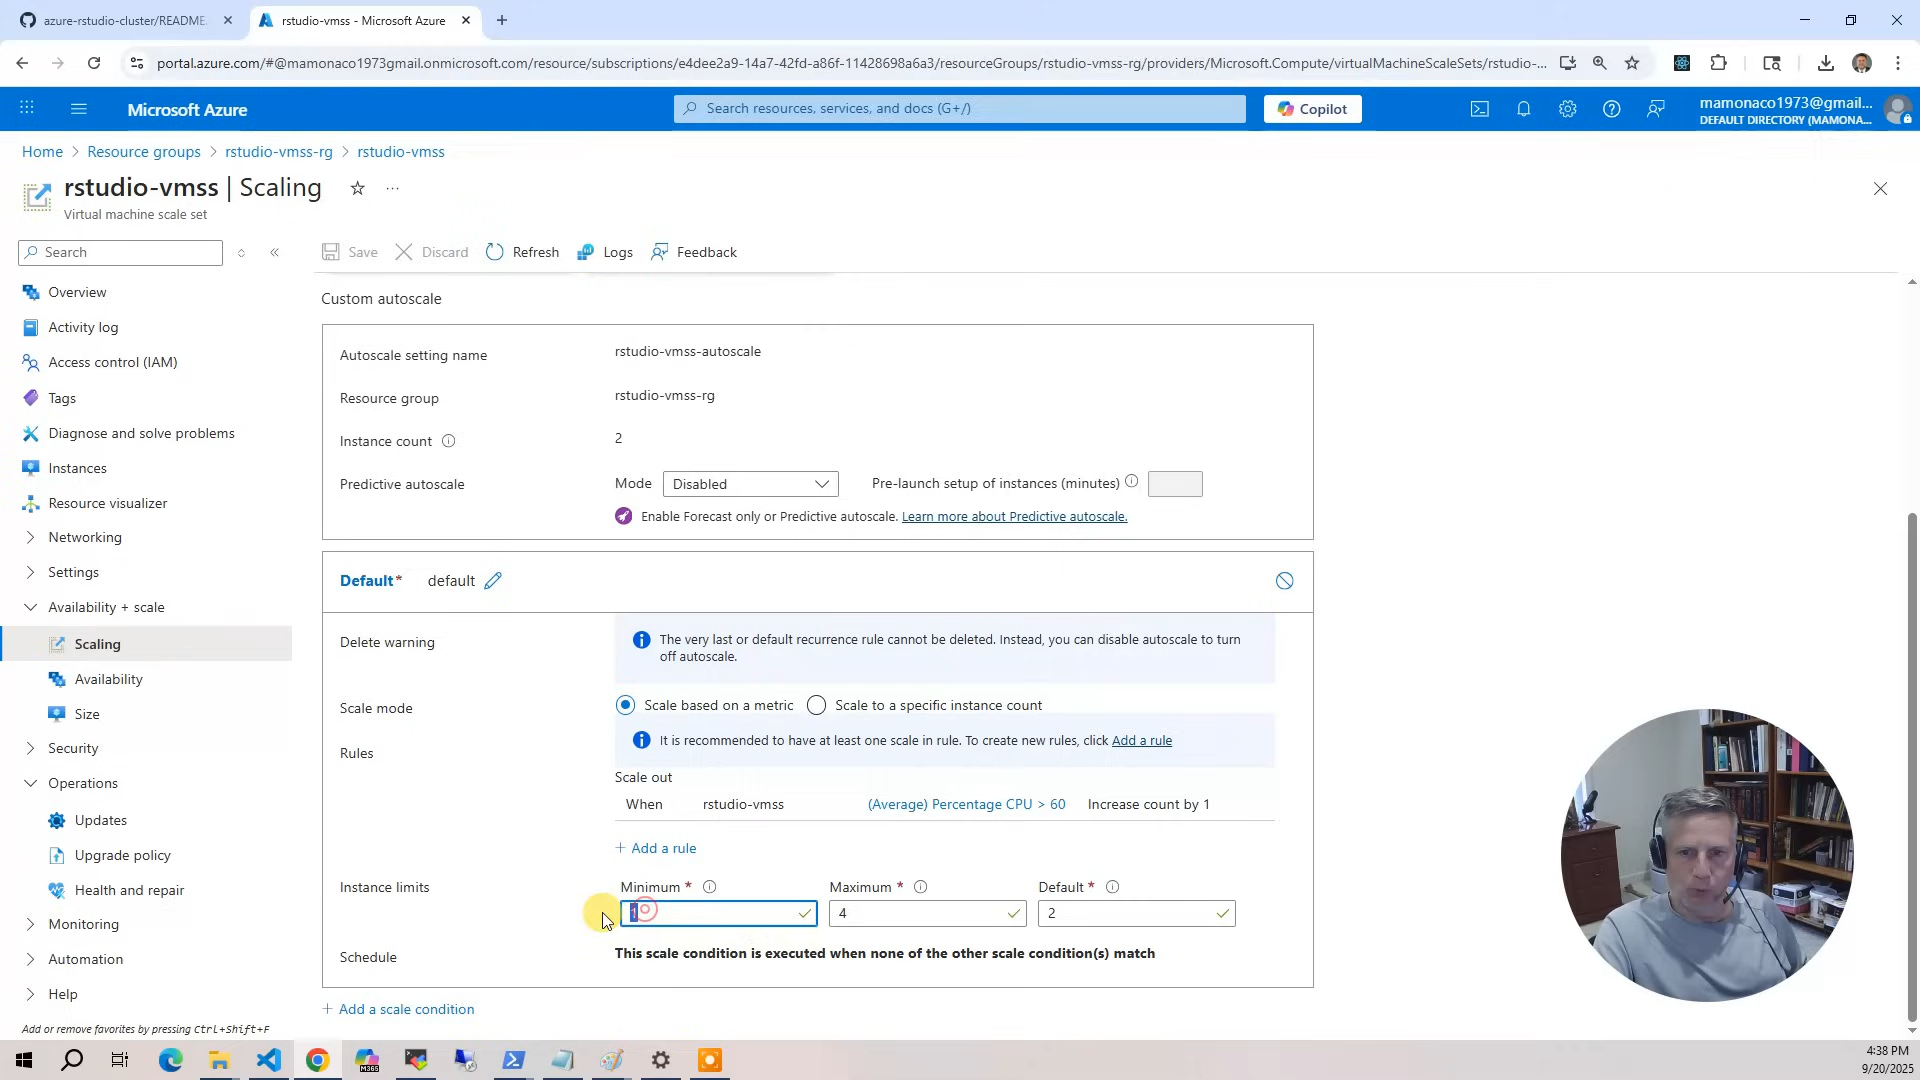 azure-rstudio-cluster/README.
rstudio-vmss - Microsoft Azure
portal.azure.com/#@mamonaco1973gmail.onmicrosoft.com/resource/subscriptions/e4dee2a9-14a7-42fd-a86f-11428698a6a3/resourceGroups/rstudio-vmss-rg/providers/Microsoft.Compute/virtualMachineScaleSets/rstudio-...
Microsoft Azure
Search resources, services, and docs (G+/)
Copilot
mamonaco1973@gmail....
DEFAULT DIRECTORY (MAMONA...
Home > Resource groups > rstudio-vmss-rg > rstudio-vmss
rstudio-vmss | Scaling
Virtual machine scale set
Search
Save
Discard
Refresh
Logs
Feedback
Overview
Activity log
Access control (IAM)
Tags
Diagnose and solve problems
Instances
Resource visualizer
Networking
Settings
Availability + scale
Scaling
Availability
Size
Security
Operations
Updates
Upgrade policy
Health and repair
Monitoring
Automation
Help
Add or remove favorites by pressing Ctrl+Shift+F
Custom autoscale
Autoscale setting name
rstudio-vmss-autoscale
Resource group
rstudio-vmss-rg
Instance count
2
Predictive autoscale
Mode
Disabled
Pre-launch setup of instances (minutes)
Enable Forecast only or Predictive autoscale. Learn more about Predictive autoscale.
Default* default
Delete warning
The very last or default recurrence rule cannot be deleted. Instead, you can disable autoscale to turn
off autoscale.
Scale mode
Scale based on a metric
Scale to a specific instance count
Rules
It is recommended to have at least one scale in rule. To create new rules, click Add a rule
Scale out
When rstudio-vmss (Average) Percentage CPU > 60 Increase count by 1
+ Add a rule
Instance limits
Minimum *
Maximum *
Default *
1
4
2
Schedule
This scale condition is executed when none of the other scale condition(s) match
+ Add a scale condition
M365
4:38 PM
9/20/2025